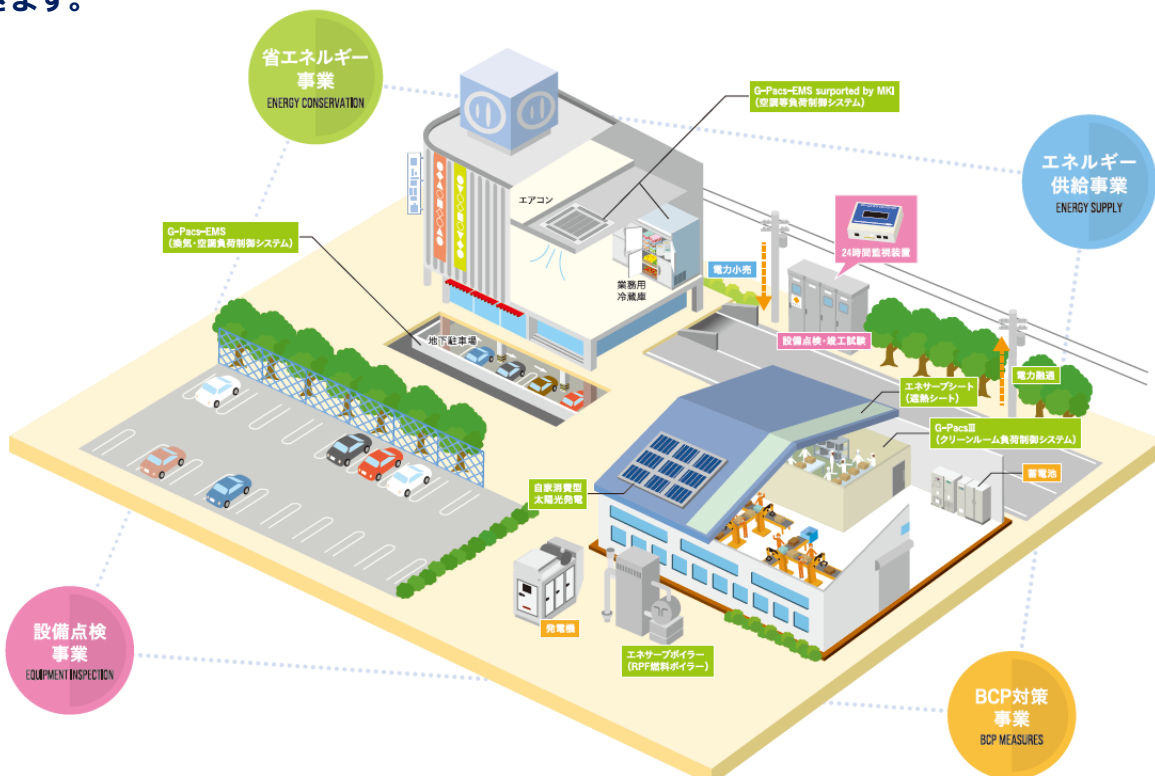 きます。
省エネルギー
事業
ENERGY CONSERVATION
G-Pacs-EMS surported by MKI
(空調等負荷制御システム)
エネルギー
供給事業
ENERGY SUPPLY
エアコン
G-Pacs-EMS
(換気・空調負荷制御システム)
24時間監視装置
電力小売
業務用
冷蔵庫
地下駐車場
設備点検・竣工試験
電力融通
エネサーブシート
(遮熱シート)
G-PacsⅢ
(クリーンルーム負荷制御システム)
蓄電池
自家消費型
太陽光発電
発電機
エネサーブボイラー
(RPF燃料ボイラー)
設備点検
事業
EQUIPMENT INSPECTION
BCP対策
事業
BCP MEASURES